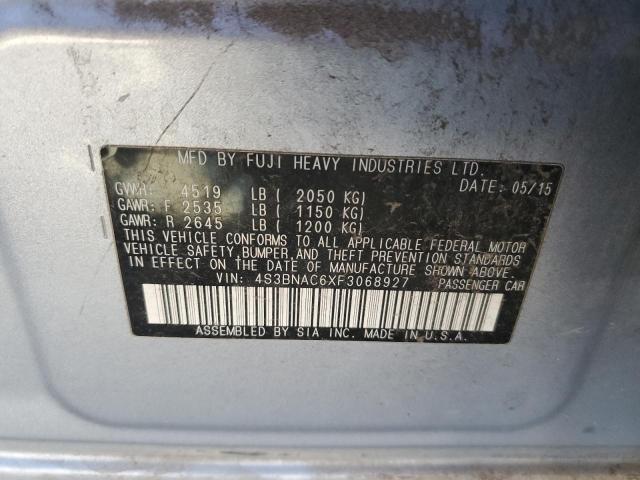 MFD BY FUJI HEAVY INDUSTRIES LTD.
DATE: 05/15
GVWR: 4519 LB ( 2050 KG)
GAWR: F 2535 LB ( 1150 KG)
GAWR: R 2645 LB ( 1200 KG)
THIS VEHICLE CONFORMS TO ALL APPLICABLE FEDERAL MOTOR
VEHICLE SAFETY,BUMPER,AND THEFT PREVENTION STANDARDS
IN EFFECT ON THE DATE OF MANUFACTURE SHOWN ABOVE.
VIN: 4S3BNAC6XF3068927 PASSENGER CAR
ASSEMBLED BY SIA INC. MADE IN U.S.A.